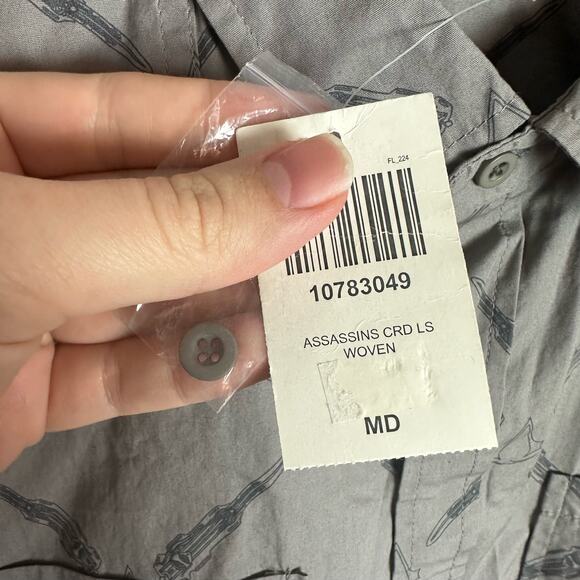 FL_224
10783049
ASSASSINS CRD LS
WOVEN
MD